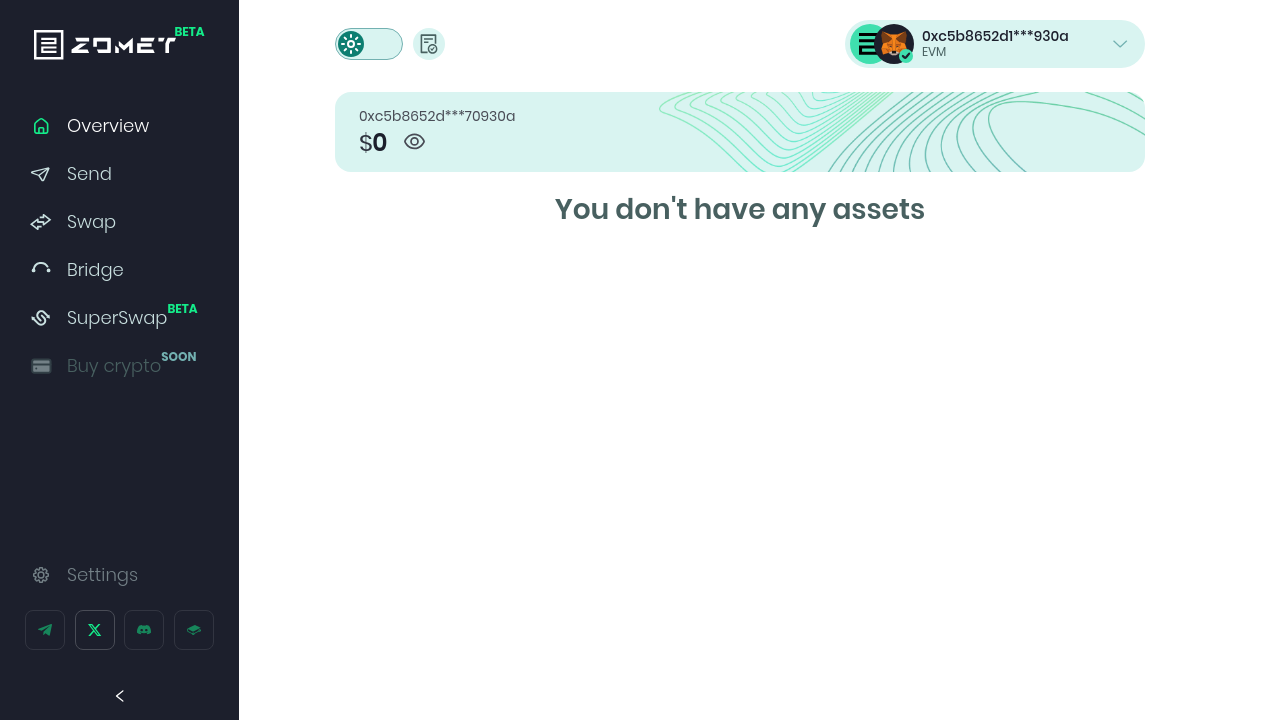 ZOMET BETA
Overview
Send
Swap
Bridge
SuperSwap BETA
Buy crypto SOON
Settings
0xc5b8652d1***930a
EVM
0xc5b8652d***70930a
$0
You don't have any assets